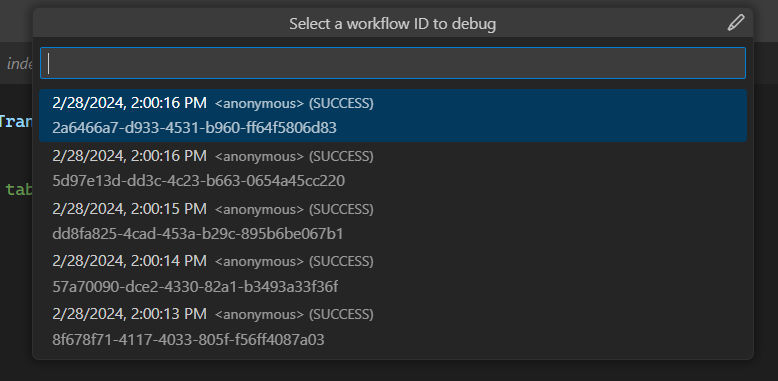 Select a workflow ID to debug
inde
2/28/2024, 2:00:16 PM <anonymous> (SUCCESS)
2a6466a7-d933-4531-b960-ff64f5806d83
Tran
2/28/2024, 2:00:16 PM <anonymous> (SUCCESS)
5d97e13d-dd3c-4c23-b663-0654a45cc220
tab
2/28/2024, 2:00:15 PM <anonymous> (SUCCESS)
dd8fa825-4cad-453a-b29c-895b6be067b1
2/28/2024, 2:00:14 PM <anonymous> (SUCCESS)
57a70090-dce2-4330-82a1-b3493a33f36f
2/28/2024, 2:00:13 PM <anonymous> (SUCCESS)
8f678f71-4117-4033-805f-f56ff4087a03